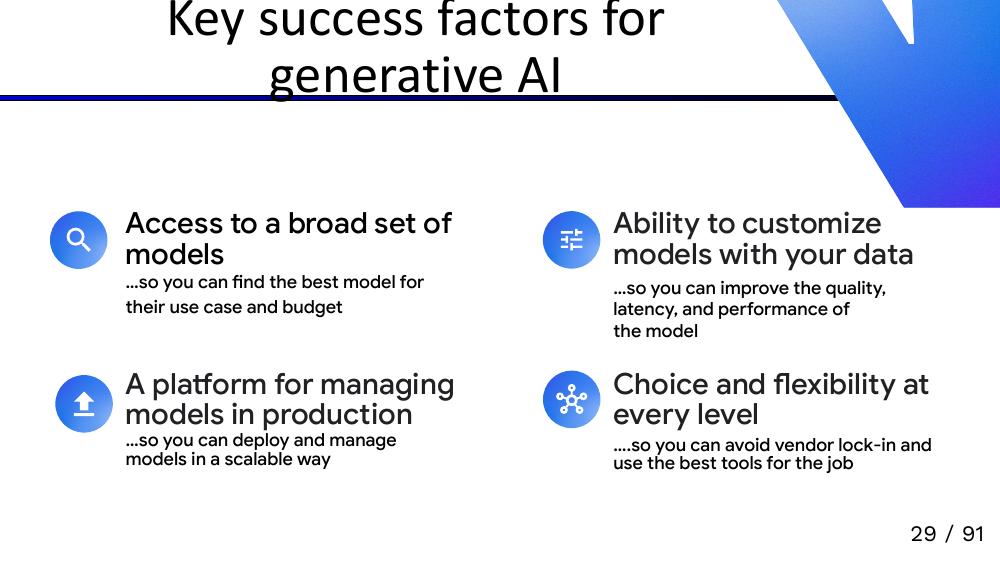 Key success factors for
generative AI
Access to a broad set of
models
...so you can find the best model for
their use case and budget
Ability to customize
models with your data
...so you can improve the quality,
latency, and performance of
the model
A platform for managing
models in production
...so you can deploy and manage
models in a scalable way
Choice and flexibility at
every level
....so you can avoid vendor lock-in and
use the best tools for the job
29 / 91